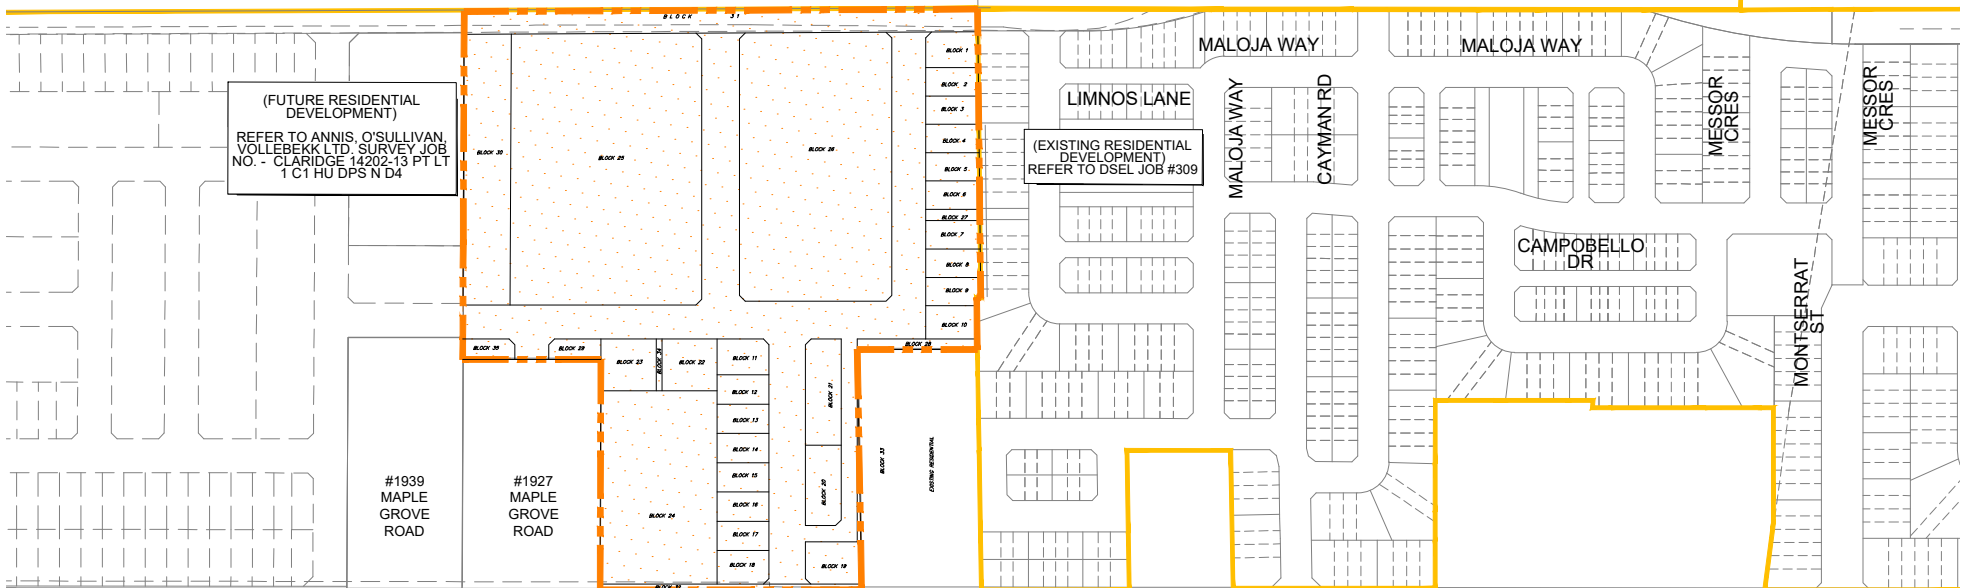 BLOCK 31
(FUTURE RESIDENTIAL
DEVELOPMENT)
REFER TO ANNIS, O'SULLIVAN,
VOLLEBEKK LTD. SURVEY JOB
NO. - CLARIDGE 14202-13 PT LT
1 C1 HU DPS N D4
BLOCK 30
BLOCK 25
BLOCK 26
BLOCK 1
BLOCK 2
BLOCK 3
BLOCK 4
BLOCK 5
BLOCK 6
BLOCK 27
BLOCK 7
BLOCK 8
BLOCK 9
BLOCK 10
BLOCK 28
MALOJA WAY
MALOJA WAY
LIMNOS LANE
MALOJA WAY
CAYMAN RD
MESSOR
CRES
MESSOR
CRES
(EXISTING RESIDENTIAL
DEVELOPMENT)
REFER TO DSEL JOB #309
CAMPOBELLO
DR
MONTSERRAT
ST
BLOCK 35
BLOCK 29
BLOCK 23
BLOCK 34
BLOCK 22
BLOCK 11
BLOCK 12
BLOCK 13
BLOCK 14
BLOCK 15
BLOCK 16
BLOCK 17
BLOCK 18
BLOCK 21
BLOCK 20
BLOCK 19
BLOCK 24
BLOCK 33
EXISTING RESIDENTIAL
#1939
MAPLE
GROVE
ROAD
#1927
MAPLE
GROVE
ROAD